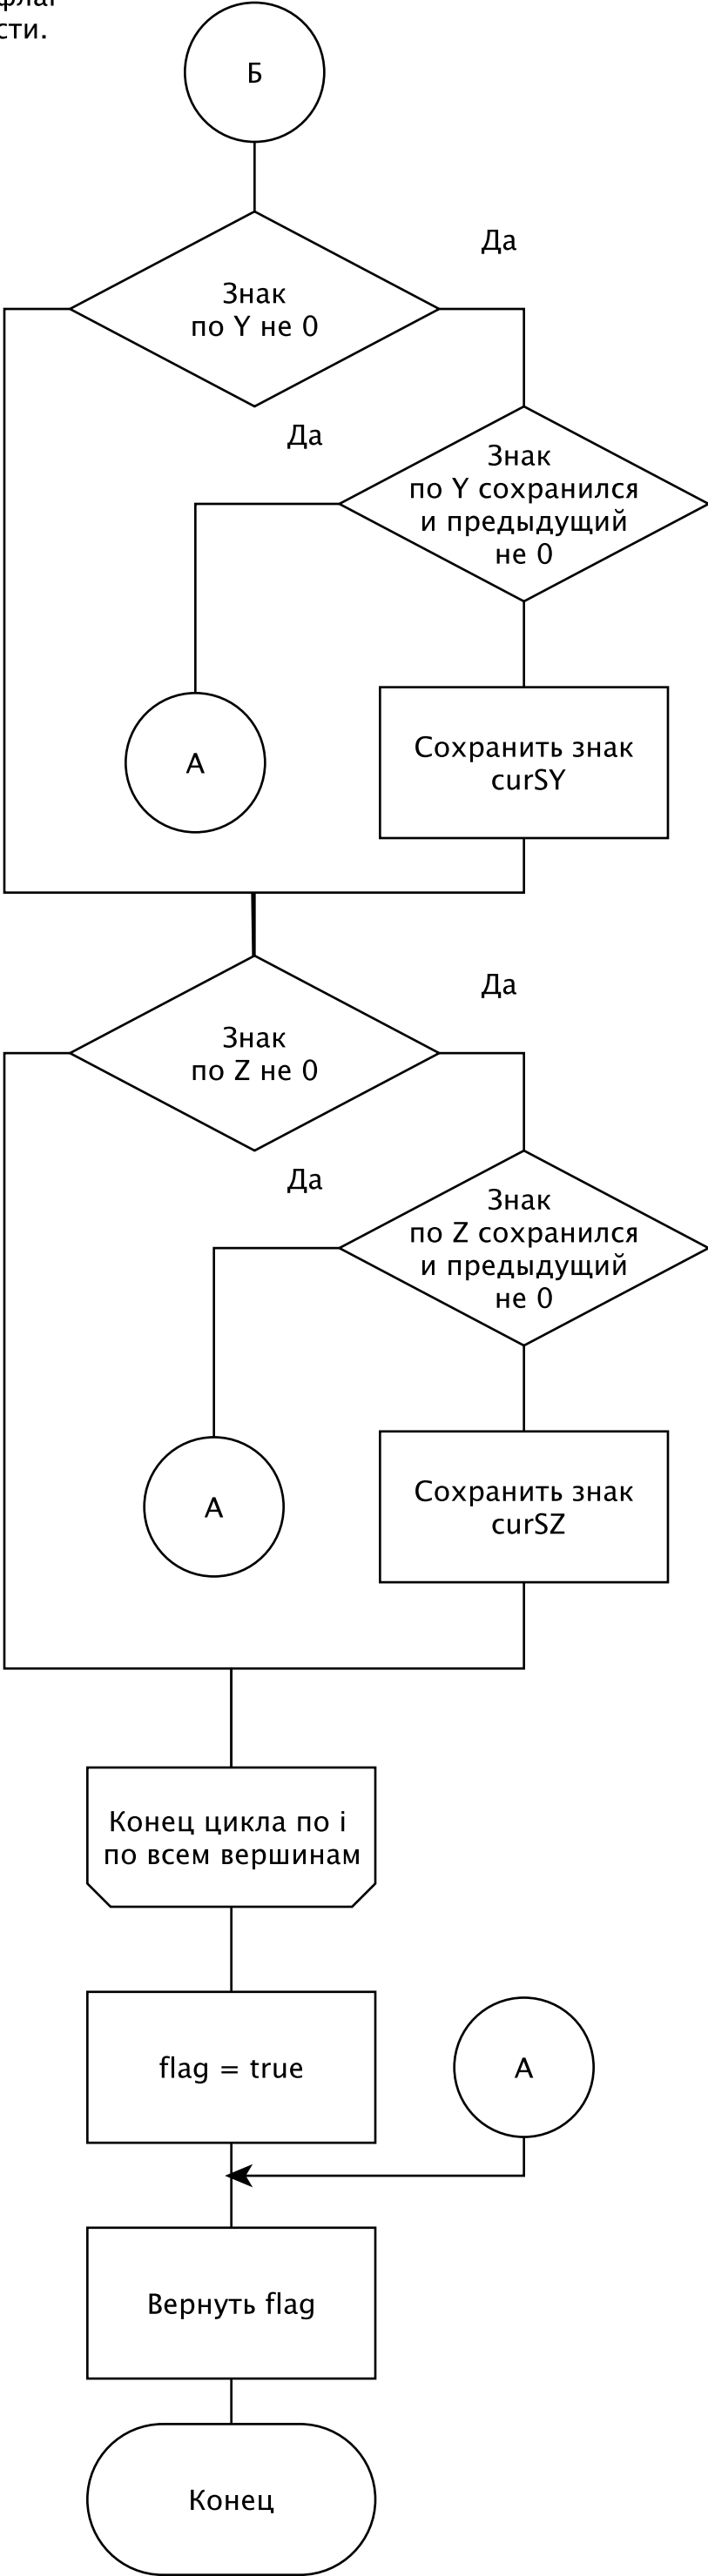 сти.
Б
Да
Знак
по Y не 0
Да
Знак
по Y сохранился
и предыдущий
не 0
А
Сохранить знак
curSY
Да
Знак
по Z не 0
Да
Знак
по Z сохранился
и предыдущий
не 0
А
Сохранить знак
curSZ
Конец цикла по i
по всем вершинам
flag = true
А
Вернуть flag
Конец